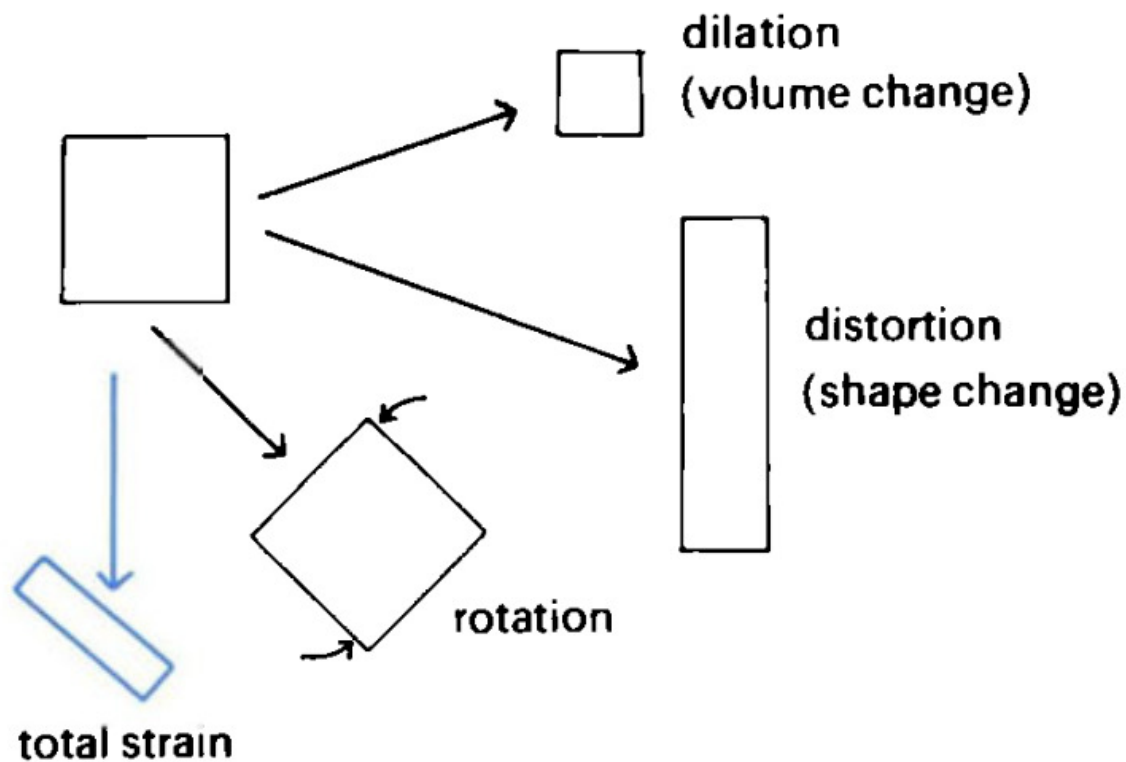 dilation
(volume change)
distortion
(shape change)
rotation
total strain